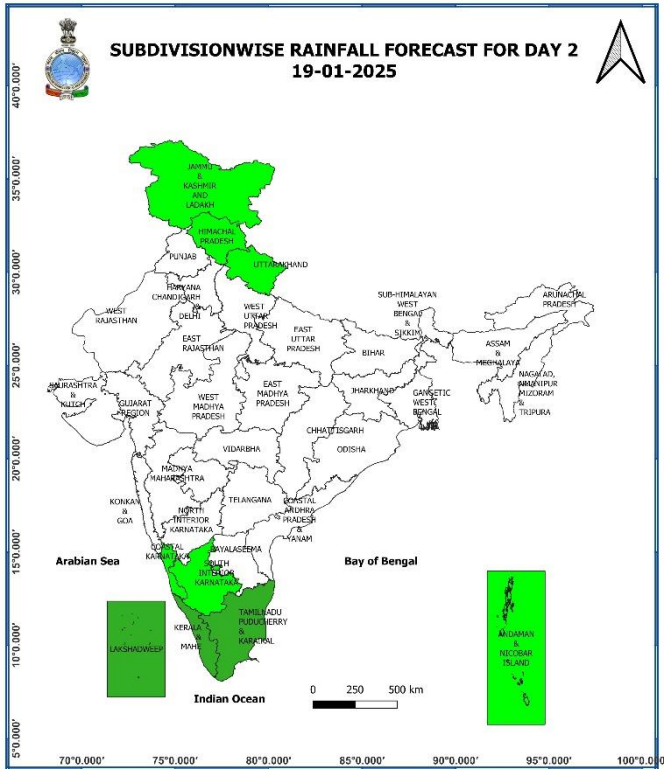 SUBDIVISIONWISE RAINFALL FORECAST FOR DAY 2
19-01-2025
40°0.000'
35°0.000'
30°0.000'
25°0.000'
20°0.000'
15°0.000'
10°0.000'
5°0.000'
JAMMU
&
KASHMIR
AND
LADAKH
HIMACHAL
PRADESH
PUNJAB
UTTARAKHAND
HARYANA
CHANDIGARH
&
DELHI
WEST
RAJASTHAN
WEST
UTTAR
PRADESH
EAST
RAJASTHAN
EAST
UTTAR
PRADESH
SUB-HIMALAYAN
WEST
BENGAL
&
SIKKIM
ARUNACHAL
PRADESH
ASSAM
&
MEGHALAYA
BIHAR
NAGALAD,
MANIPUR
MIZORAM
&
TRIPURA
SAURASHTRA
&
KUTCH
GUJARAT
REGION
WEST
MADHYA
PRADESH
EAST
MADHYA
PRADESH
JHARKHAND
GANGETIC
WEST
BENGAL
CHHATTISGARH
ODISHA
VIDARBHA
MADHYA
MAHARASHTRA
KONKAN
&
GOA
TELANGANA
NORTH
INTERIOR
KARNATAKA
COASTAL
ANDHRA
PRADESH
&
YANAM
COASTAL
KARNATAKA
RAYALASEEMA
SOUTH
INTERIOR
KARNATAKA
Arabian Sea
Bay of Bengal
TAMILNADU
PUDUCHERRY
&
KARAIKAL
KERALA
&
MAHE
LAKSHADWEEP
ANDAMAN
&
NICOBAR
ISLAND
Indian Ocean
0 250 500 km
70°0.000' 75°0.000' 80°0.000' 85°0.000' 90°0.000' 95°0.000' 100°0.000'